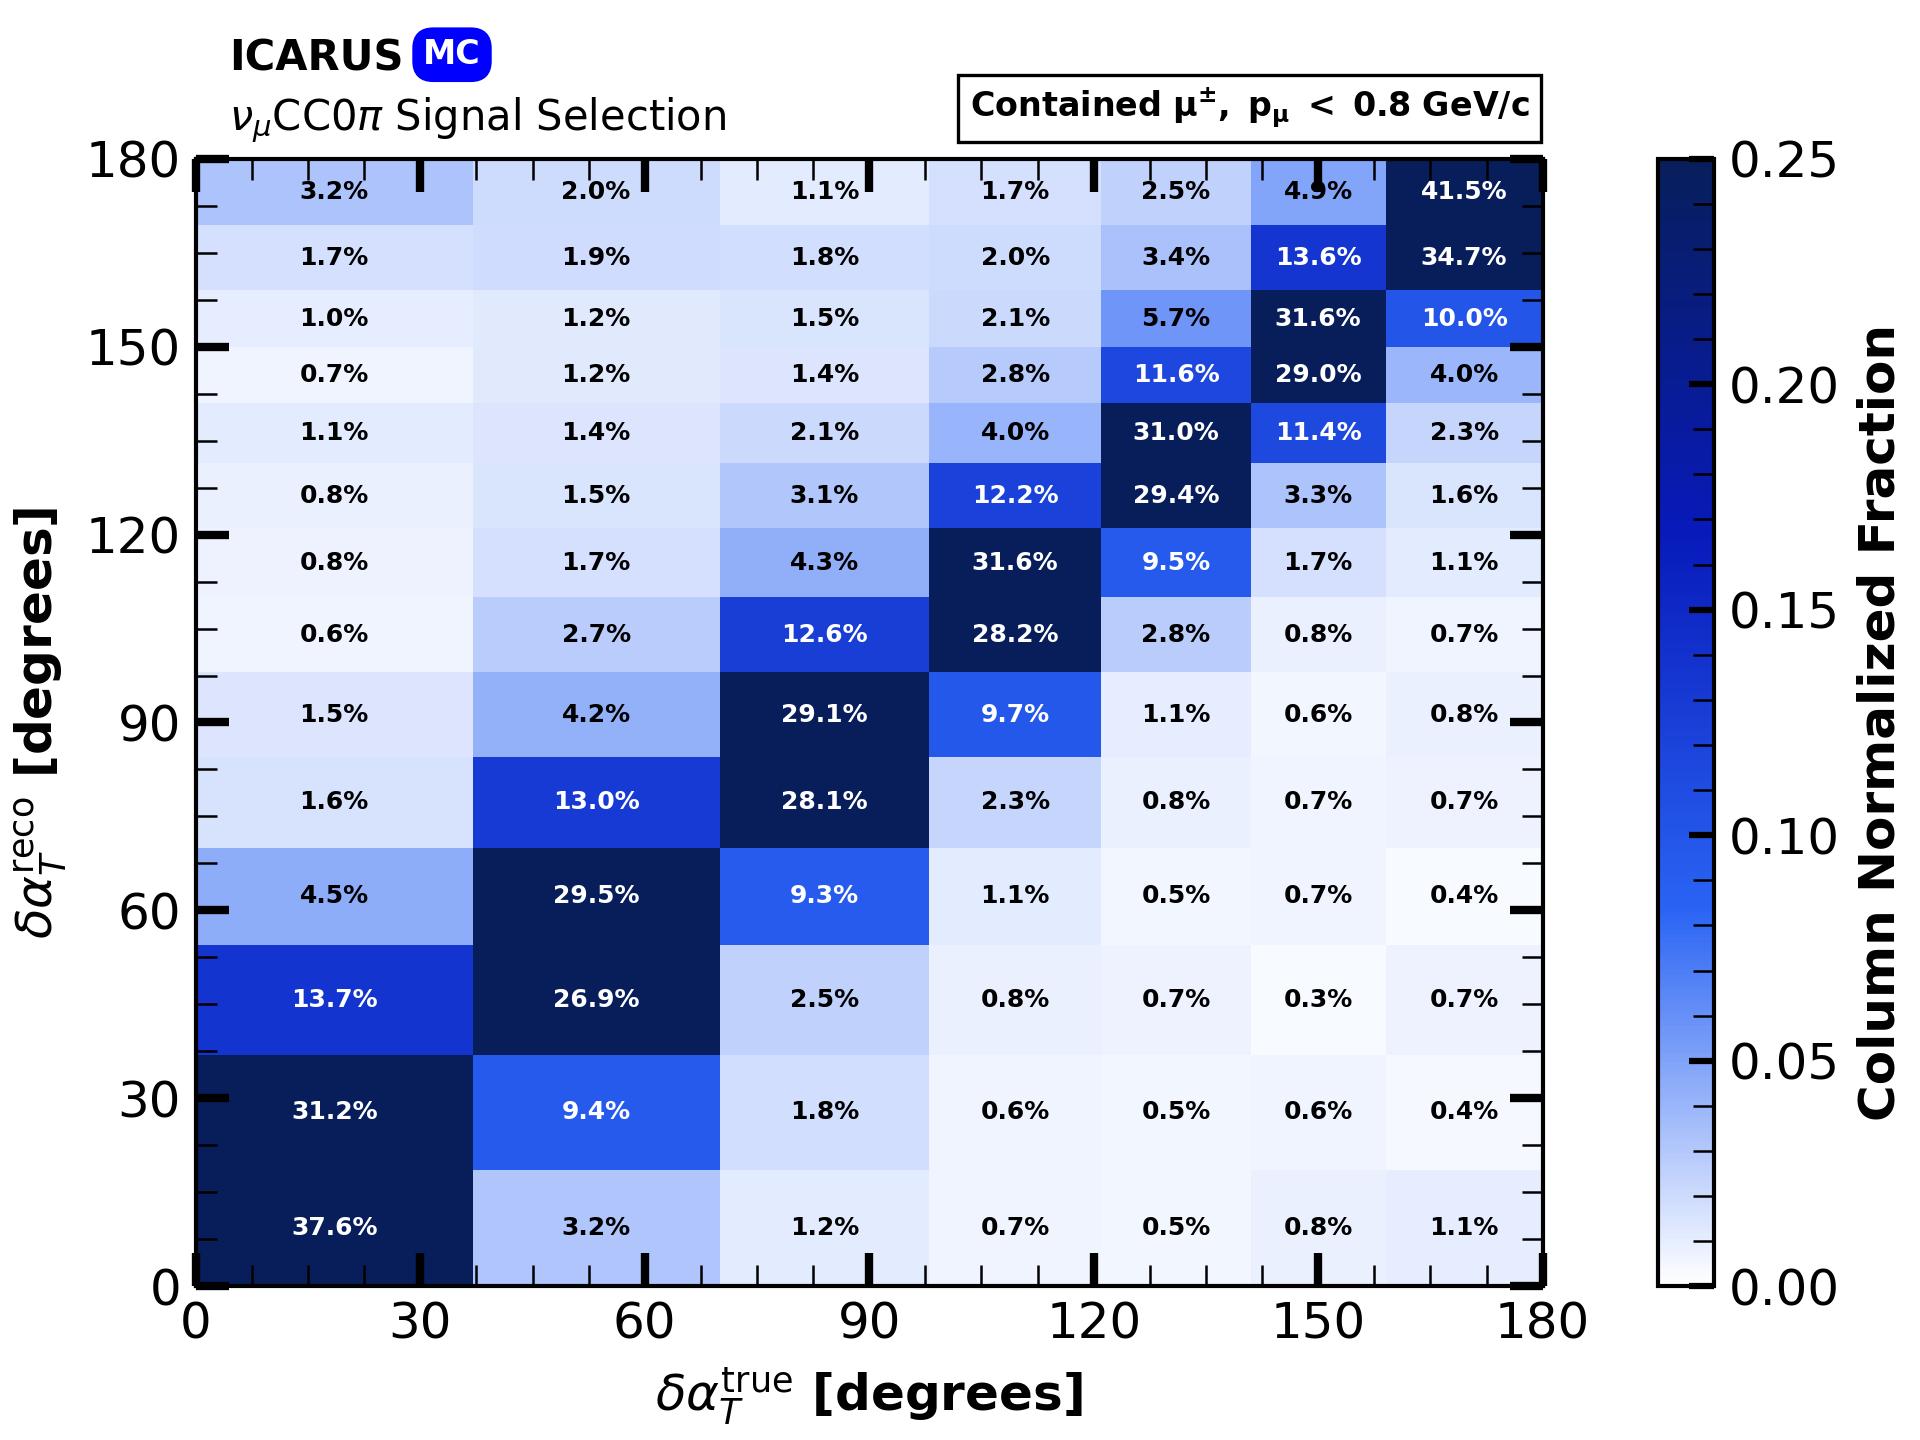 ICARUS MC
νμCC0π Signal Selection
Contained μ±, pμ < 0.8 GeV/c
180
150
120
90
60
30
0
δαT^reco [degrees]
3.2% 2.0% 1.1% 1.7% 2.5% 4.9% 41.5%
1.7% 1.9% 1.8% 2.0% 3.4% 13.6% 34.7%
1.0% 1.2% 1.5% 2.1% 5.7% 31.6% 10.0%
0.7% 1.2% 1.4% 2.8% 11.6% 29.0% 4.0%
1.1% 1.4% 2.1% 4.0% 31.0% 11.4% 2.3%
0.8% 1.5% 3.1% 12.2% 29.4% 3.3% 1.6%
0.8% 1.7% 4.3% 31.6% 9.5% 1.7% 1.1%
0.6% 2.7% 12.6% 28.2% 2.8% 0.8% 0.7%
1.5% 4.2% 29.1% 9.7% 1.1% 0.6% 0.8%
1.6% 13.0% 28.1% 2.3% 0.8% 0.7% 0.7%
4.5% 29.5% 9.3% 1.1% 0.5% 0.7% 0.4%
13.7% 26.9% 2.5% 0.8% 0.7% 0.3% 0.7%
31.2% 9.4% 1.8% 0.6% 0.5% 0.6% 0.4%
37.6% 3.2% 1.2% 0.7% 0.5% 0.8% 1.1%
0 30 60 90 120 150 180
δαT^true [degrees]
0.25
0.20
0.15
0.10
0.05
0.00
Column Normalized Fraction